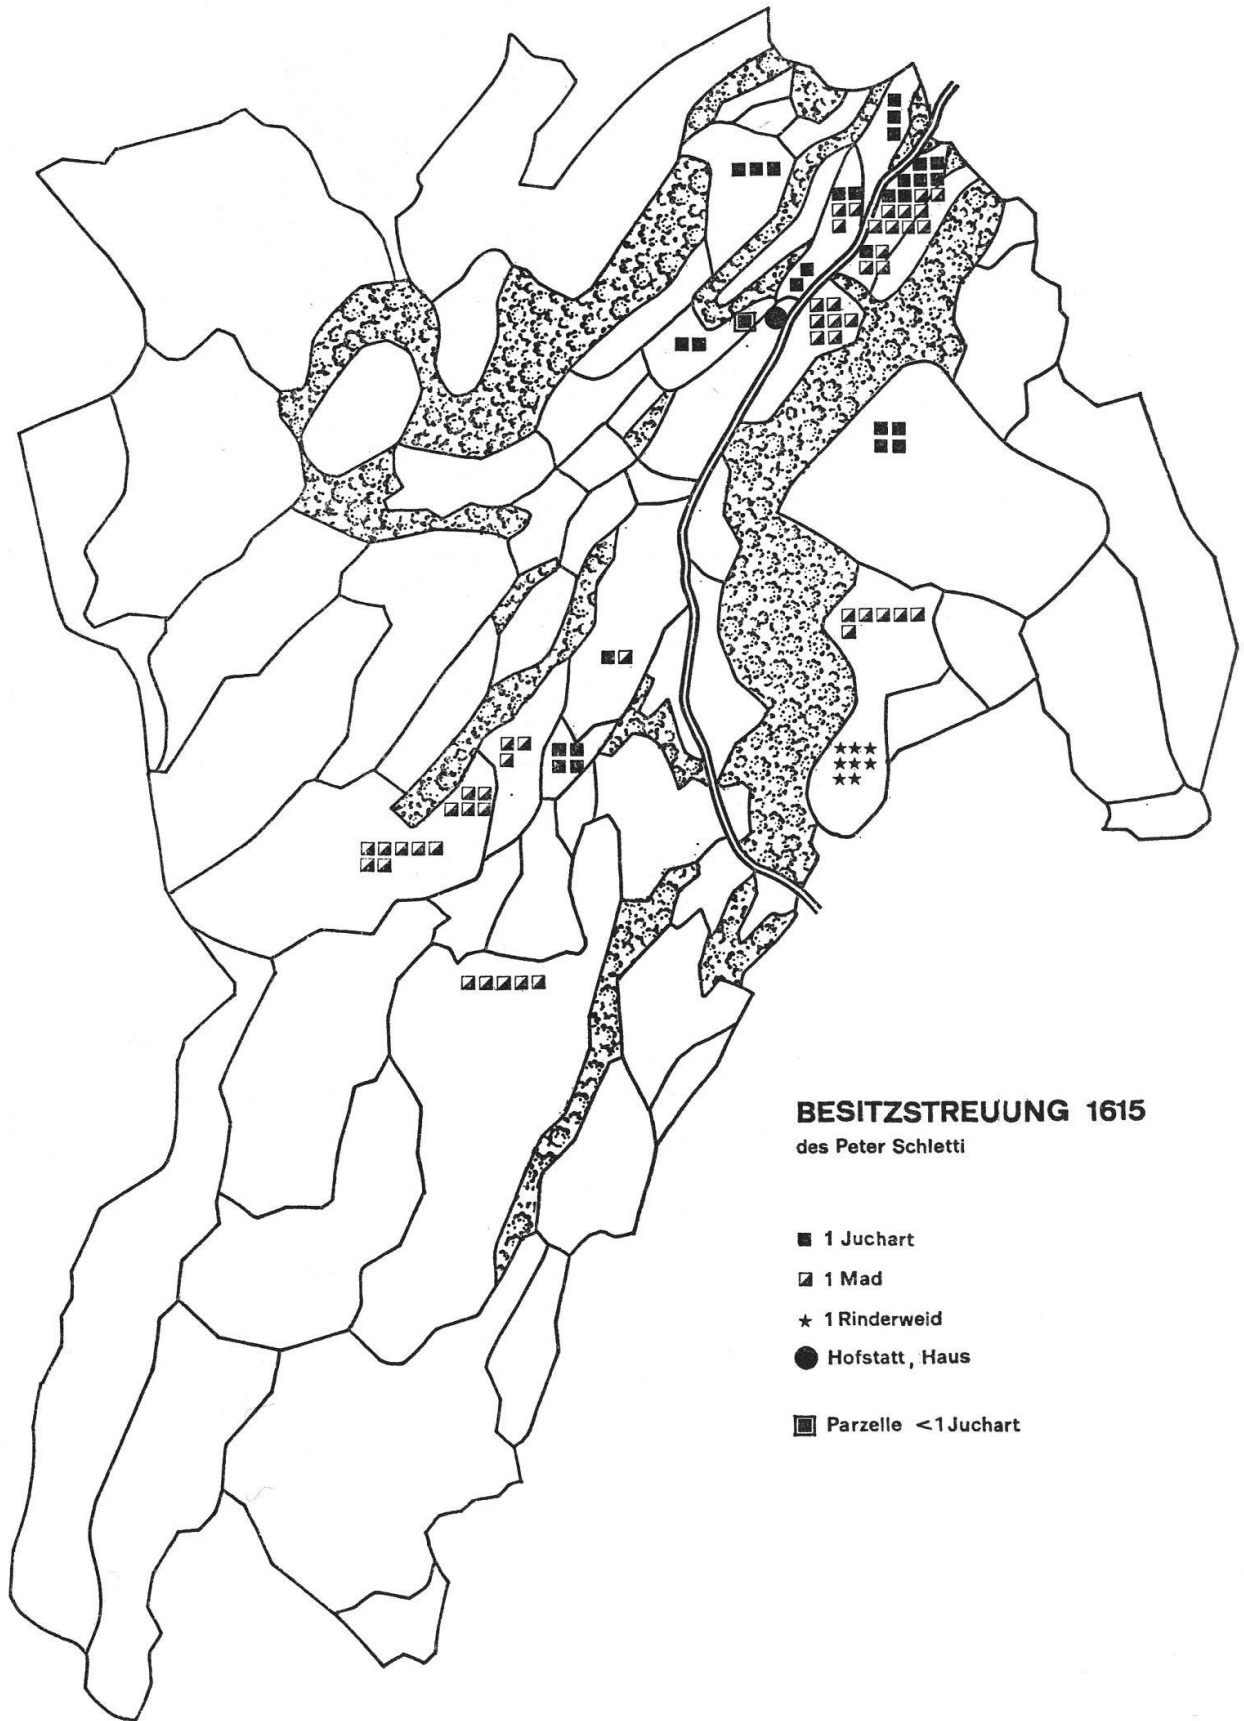 BESITZSTREUUNG 1615
des Peter Schletti
1 Juchart
1 Mad
1 Rinderweid
Hofstatt, Haus
Parzelle <1 Juchart